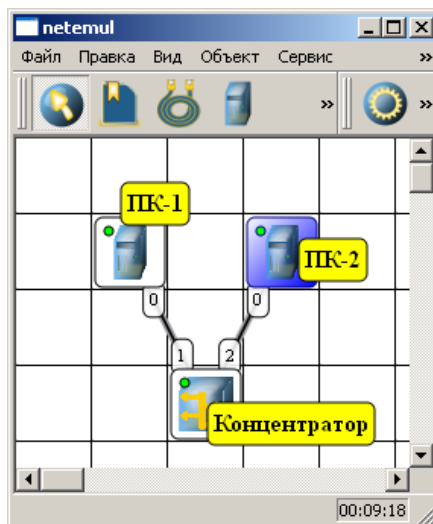 netemul
Файл Правка Вид Объект Сервис »
» »
ПК-1
ПК-2
0 0
1 2
Концентратор
00:09:18